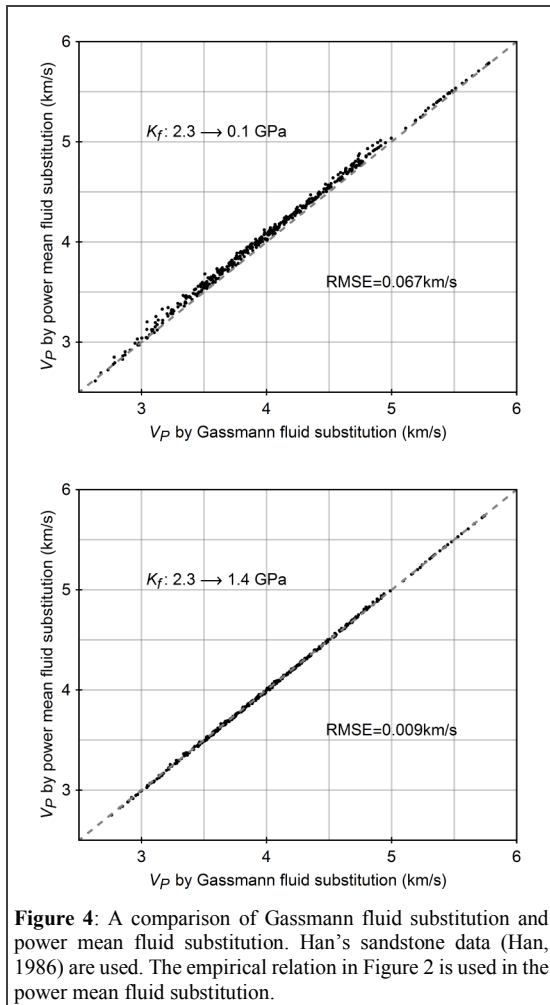 6
5
4
3
V_P by power mean fluid substitution (km/s)
K_f: 2.3 → 0.1 GPa
RMSE=0.067km/s
3 4 5 6
V_P by Gassmann fluid substitution (km/s)
6
5
4
3
V_P by power mean fluid substitution (km/s)
K_f: 2.3 → 1.4 GPa
RMSE=0.009km/s
3 4 5 6
V_P by Gassmann fluid substitution (km/s)
Figure 4: A comparison of Gassmann fluid substitution and
power mean fluid substitution. Han's sandstone data (Han,
1986) are used. The empirical relation in Figure 2 is used in the
power mean fluid substitution.